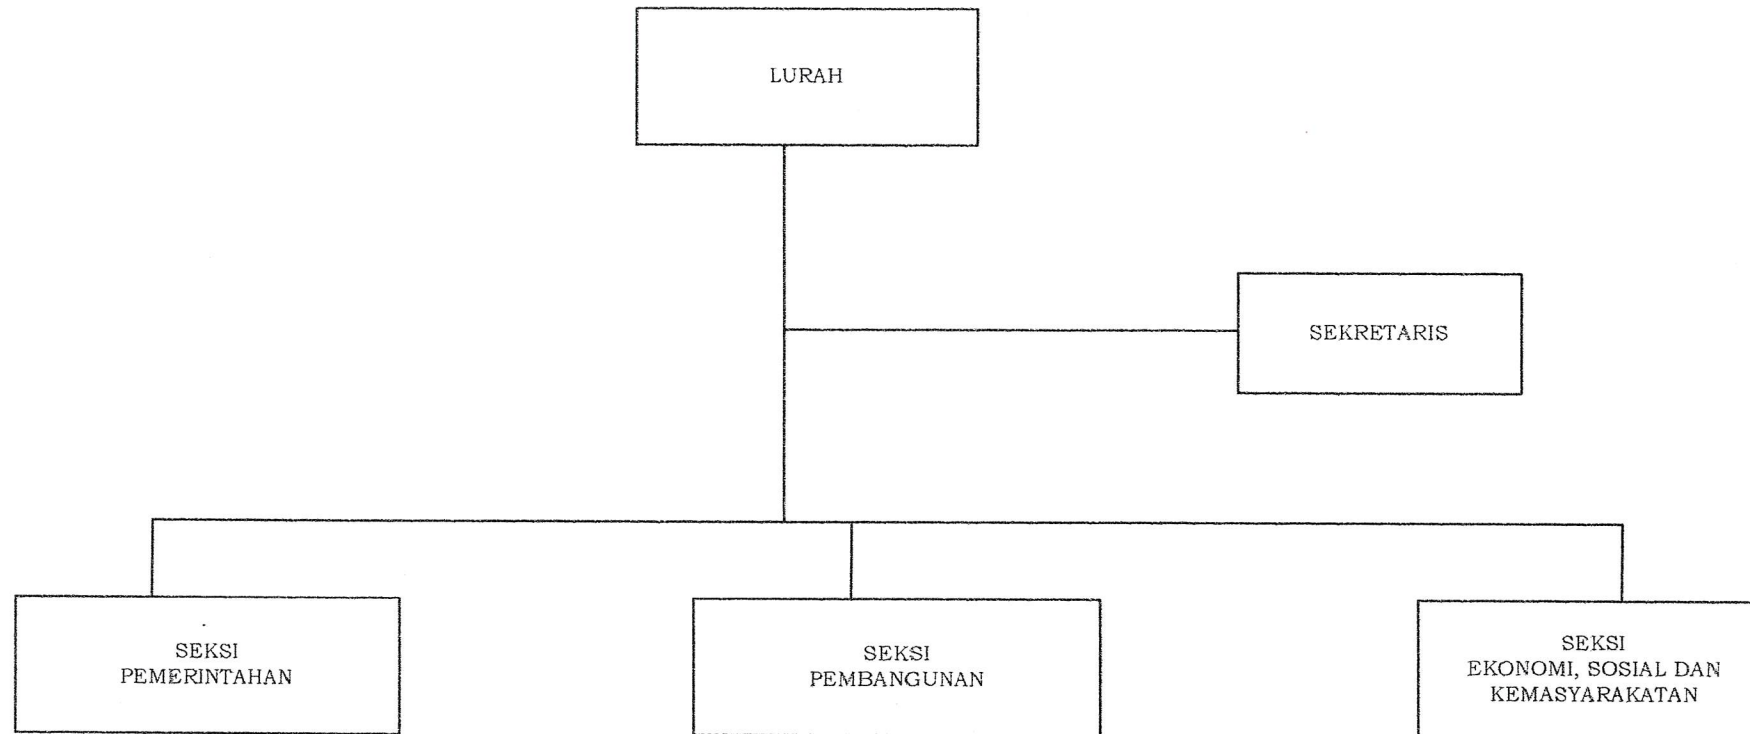 LURAH
SEKRETARIS
SEKSI
PEMERINTAHAN
SEKSI
PEMBANGUNAN
SEKSI
EKONOMI, SOSIAL DAN
KEMASYARAKATAN